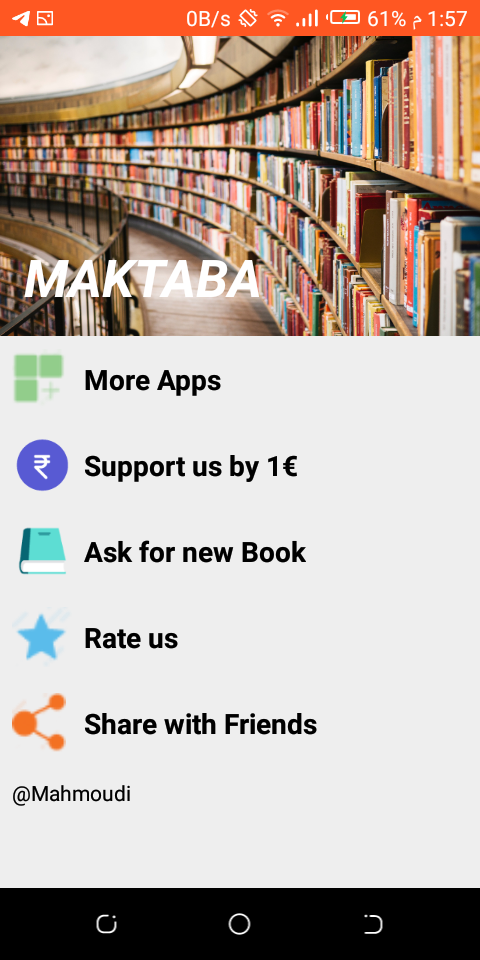 0B/s 61% م 1:57
MAKTABA
More Apps
₹ Support us by 1€
Ask for new Book
Rate us
Share with Friends
@Mahmoudi